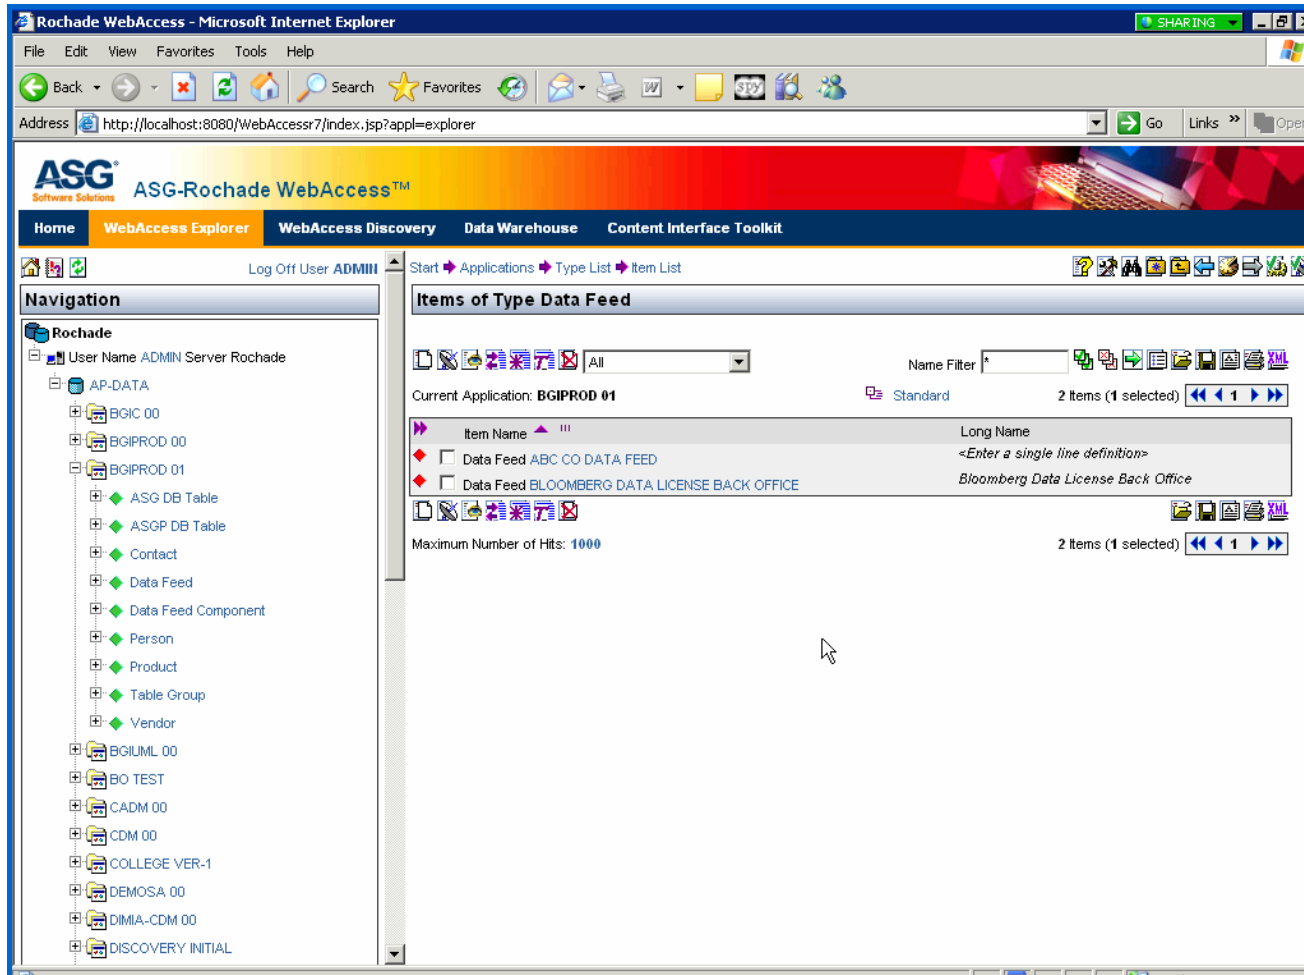 Rochade WebAccess - Microsoft Internet Explorer
SHARING
File Edit View Favorites Tools Help
Back Search Favorites
Address http://localhost:8080/WebAccessr7/index.jsp?appl=explorer Go Links » Open
ASG®
Software Solutions
ASG-Rochade WebAccess™
Home WebAccess Explorer WebAccess Discovery Data Warehouse Content Interface Toolkit
Log Off User ADMIN
Start Applications Type List Item List
Navigation
Items of Type Data Feed
Rochade
User Name ADMIN Server Rochade
AP-DATA
BGIC 00
BGIPROD 00
BGIPROD 01
ASG DB Table
ASGP DB Table
Contact
Data Feed
Data Feed Component
Person
Product
Table Group
Vendor
BGIUML 00
BO TEST
CADM 00
CDM 00
COLLEGE VER-1
DEMOSA 00
DIMIA-CDM 00
DISCOVERY INITIAL
All Name Filter * XML
Current Application: BGIPROD 01 Standard 2 Items (1 selected) 1
Item Name Long Name
Data Feed ABC CO DATA FEED <Enter a single line definition>
Data Feed BLOOMBERG DATA LICENSE BACK OFFICE Bloomberg Data License Back Office
XML
Maximum Number of Hits: 1000 2 Items (1 selected) 1